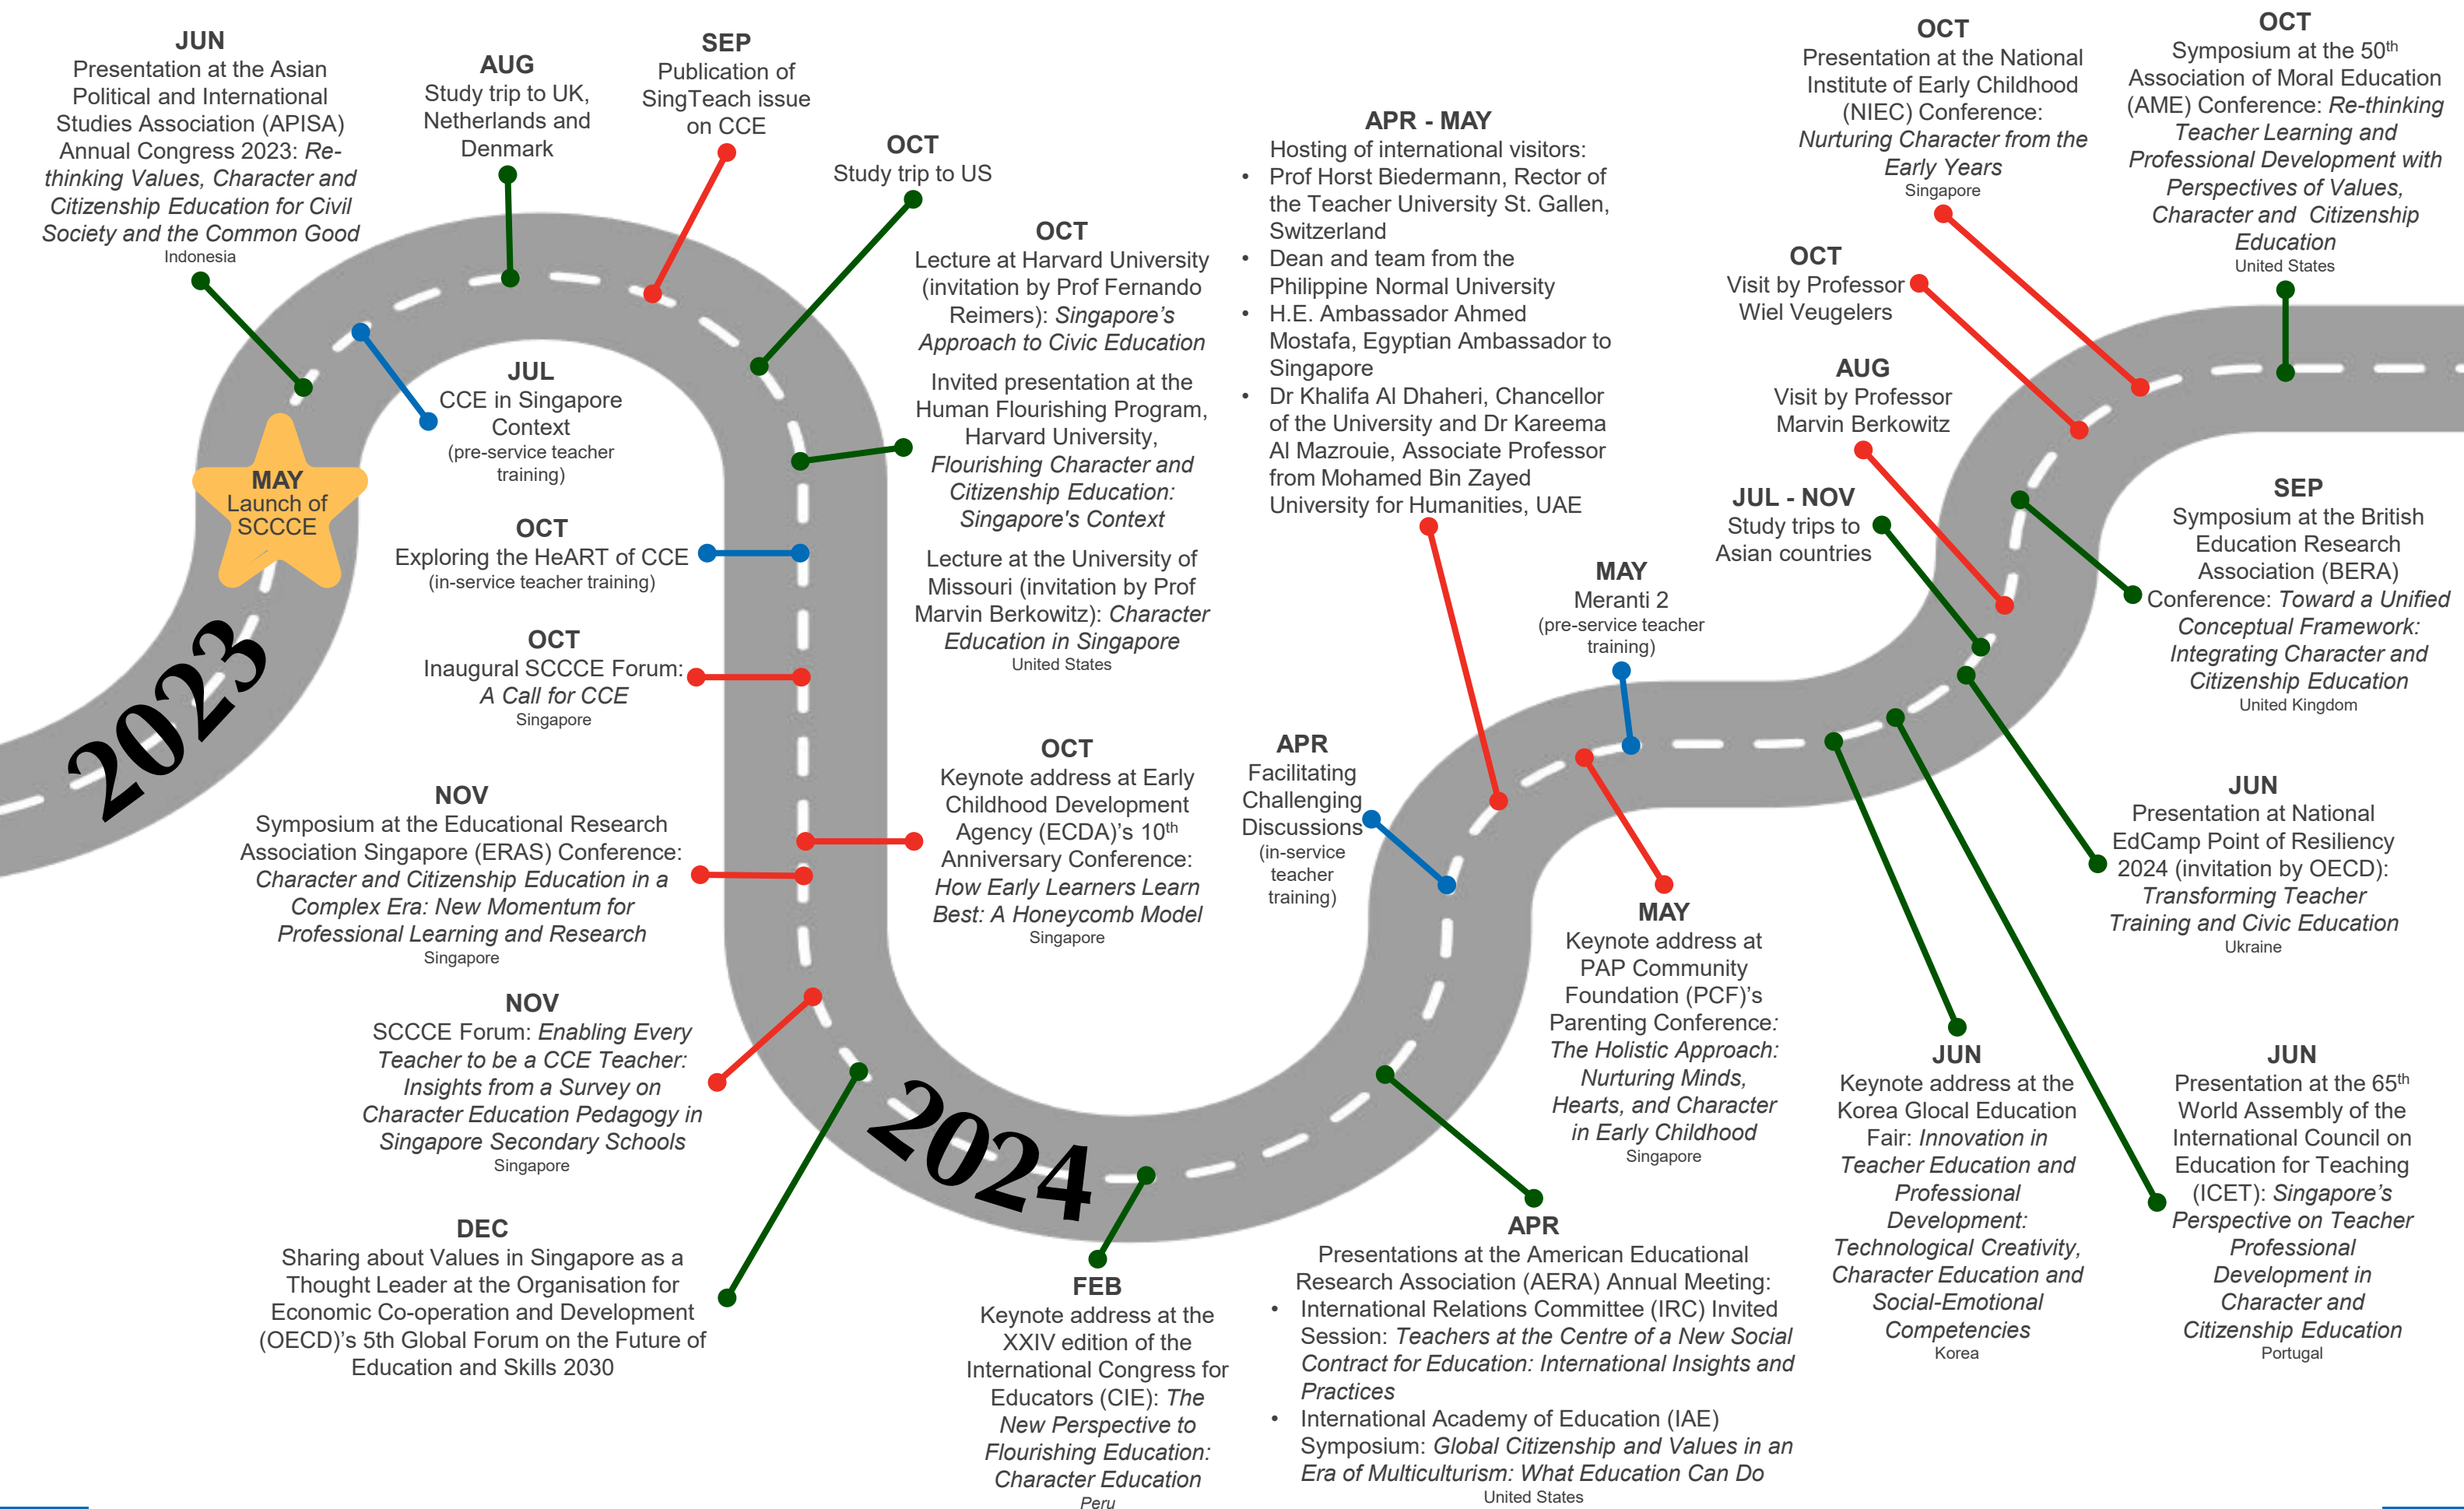 2023
MAY
Launch of
SCCCE
JUN
Presentation at the Asian
Political and International
Studies Association (APISA)
Annual Congress 2023: Re-
thinking Values, Character and
Citizenship Education for Civil
Society and the Common Good
Indonesia
JUL
CCE in Singapore
Context
(pre-service teacher
training)
AUG
Study trip to UK,
Netherlands and
Denmark
SEP
Publication of
SingTeach issue
on CCE
OCT
Study trip to US
OCT
Lecture at Harvard University
(invitation by Prof Fernando
Reimers): Singapore’s
Approach to Civic Education
Invited presentation at the
Human Flourishing Program,
Harvard University,
Flourishing Character and
Citizenship Education:
Singapore's Context
Lecture at the University of
Missouri (invitation by Prof
Marvin Berkowitz): Character
Education in Singapore
United States
OCT
Exploring the HeART of CCE
(in-service teacher training)
OCT
Inaugural SCCCE Forum:
A Call for CCE
Singapore
OCT
Keynote address at Early
Childhood Development
Agency (ECDA)’s 10th
Anniversary Conference:
How Early Learners Learn
Best: A Honeycomb Model
Singapore
NOV
Symposium at the Educational Research
Association Singapore (ERAS) Conference:
Character and Citizenship Education in a
Complex Era: New Momentum for
Professional Learning and Research
Singapore
NOV
SCCCE Forum: Enabling Every
Teacher to be a CCE Teacher:
Insights from a Survey on
Character Education Pedagogy in
Singapore Secondary Schools
Singapore
DEC
Sharing about Values in Singapore as a
Thought Leader at the Organisation for
Economic Co-operation and Development
(OECD)’s 5th Global Forum on the Future of
Education and Skills 2030
2024
FEB
Keynote address at the
XXIV edition of the
International Congress for
Educators (CIE): The
New Perspective to
Flourishing Education:
Character Education
Peru
APR
Presentations at the American Educational
Research Association (AERA) Annual Meeting:
• International Relations Committee (IRC) Invited
Session: Teachers at the Centre of a New Social
Contract for Education: International Insights and
Practices
• International Academy of Education (IAE)
Symposium: Global Citizenship and Values in an
Era of Multiculturism: What Education Can Do
United States
APR
Facilitating
Challenging
Discussions
(in-service
teacher
training)
APR - MAY
Hosting of international visitors:
• Prof Horst Biedermann, Rector of
the Teacher University St. Gallen,
Switzerland
• Dean and team from the
Philippine Normal University
• H.E. Ambassador Ahmed
Mostafa, Egyptian Ambassador to
Singapore
• Dr Khalifa Al Dhaheri, Chancellor
of the University and Dr Kareema
Al Mazrouie, Associate Professor
from Mohamed Bin Zayed
University for Humanities, UAE
MAY
Keynote address at
PAP Community
Foundation (PCF)’s
Parenting Conference:
The Holistic Approach:
Nurturing Minds,
Hearts, and Character
in Early Childhood
Singapore
MAY
Meranti 2
(pre-service teacher
training)
JUN
Keynote address at the
Korea Glocal Education
Fair: Innovation in
Teacher Education and
Professional
Development:
Technological Creativity,
Character Education and
Social-Emotional
Competencies
Korea
JUN
Presentation at the 65th
World Assembly of the
International Council on
Education for Teaching
(ICET): Singapore’s
Perspective on Teacher
Professional
Development in
Character and
Citizenship Education
Portugal
JUN
Presentation at National
EdCamp Point of Resiliency
2024 (invitation by OECD):
Transforming Teacher
Training and Civic Education
Ukraine
JUL - NOV
Study trips to
Asian countries
AUG
Visit by Professor
Marvin Berkowitz
SEP
Symposium at the British
Education Research
Association (BERA)
Conference: Toward a Unified
Conceptual Framework:
Integrating Character and
Citizenship Education
United Kingdom
OCT
Visit by Professor
Wiel Veugelers
OCT
Presentation at the National
Institute of Early Childhood
(NIEC) Conference:
Nurturing Character from the
Early Years
Singapore
OCT
Symposium at the 50th
Association of Moral Education
(AME) Conference: Re-thinking
Teacher Learning and
Professional Development with
Perspectives of Values,
Character and Citizenship
Education
United States